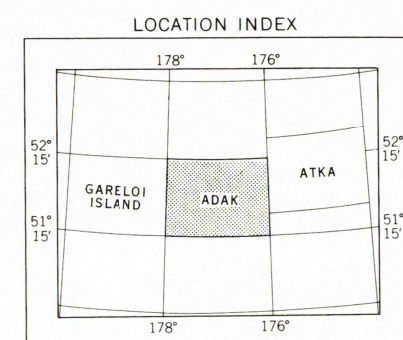 LOCATION INDEX
178° 176°
52°
15'
52°
15'
GARELOI
ISLAND
ADAK
ATKA
51°
15'
51°
15'
178° 176°